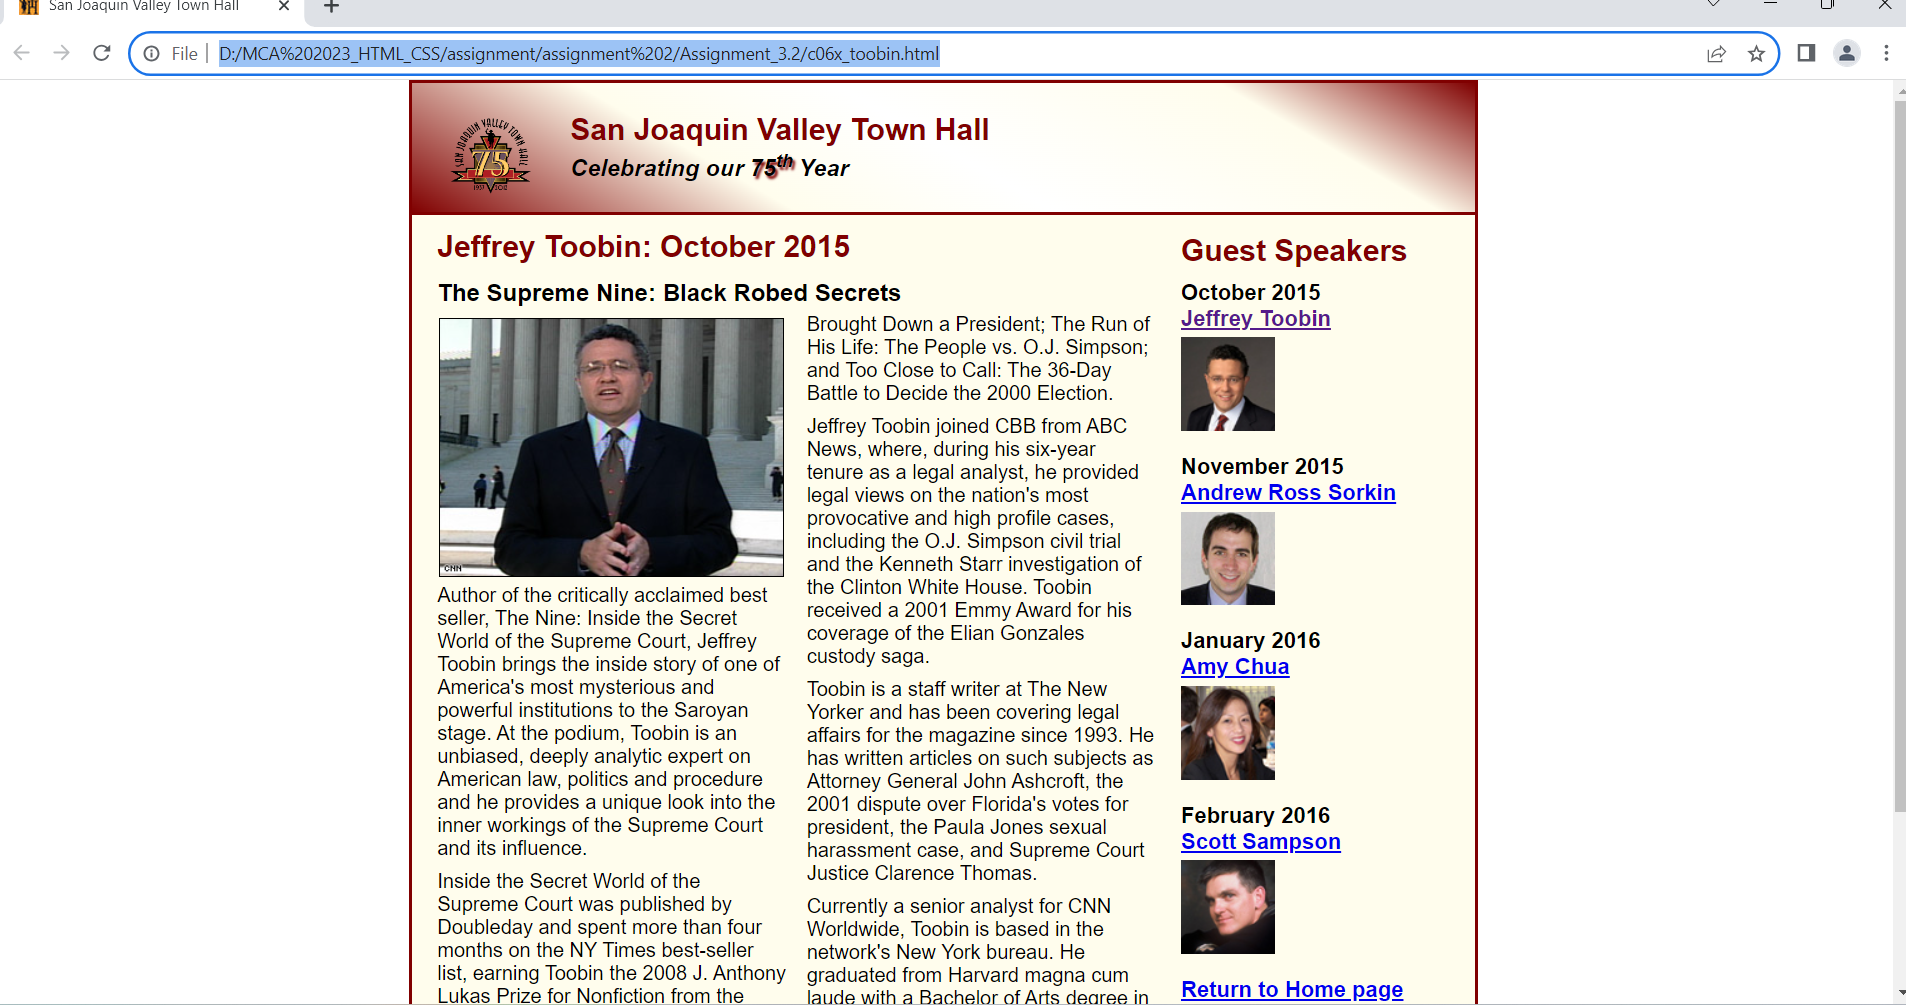 San Joaquin Valley Town Hall
File
D:/MCA%202023_HTML_CSS/assignment/assignment%202/Assignment_3.2/c06x_toobin.html
SAN JOAQUIN VALLEY TOWN HALL
75
1937 2012
San Joaquin Valley Town Hall
Celebrating our 75th Year
Jeffrey Toobin: October 2015
The Supreme Nine: Black Robed Secrets
CNN
Author of the critically acclaimed best
seller, The Nine: Inside the Secret
World of the Supreme Court, Jeffrey
Toobin brings the inside story of one of
America's most mysterious and
powerful institutions to the Saroyan
stage. At the podium, Toobin is an
unbiased, deeply analytic expert on
American law, politics and procedure
and he provides a unique look into the
inner workings of the Supreme Court
and its influence.
Inside the Secret World of the
Supreme Court was published by
Doubleday and spent more than four
months on the NY Times best-seller
list, earning Toobin the 2008 J. Anthony
Lukas Prize for Nonfiction from the
Brought Down a President; The Run of
His Life: The People vs. O.J. Simpson;
and Too Close to Call: The 36-Day
Battle to Decide the 2000 Election.
Jeffrey Toobin joined CBB from ABC
News, where, during his six-year
tenure as a legal analyst, he provided
legal views on the nation's most
provocative and high profile cases,
including the O.J. Simpson civil trial
and the Kenneth Starr investigation of
the Clinton White House. Toobin
received a 2001 Emmy Award for his
coverage of the Elian Gonzales
custody saga.
Toobin is a staff writer at The New
Yorker and has been covering legal
affairs for the magazine since 1993. He
has written articles on such subjects as
Attorney General John Ashcroft, the
2001 dispute over Florida's votes for
president, the Paula Jones sexual
harassment case, and Supreme Court
Justice Clarence Thomas.
Currently a senior analyst for CNN
Worldwide, Toobin is based in the
network's New York bureau. He
graduated from Harvard magna cum
laude with a Bachelor of Arts degree in
Guest Speakers
October 2015
Jeffrey Toobin
November 2015
Andrew Ross Sorkin
January 2016
Amy Chua
February 2016
Scott Sampson
Return to Home page